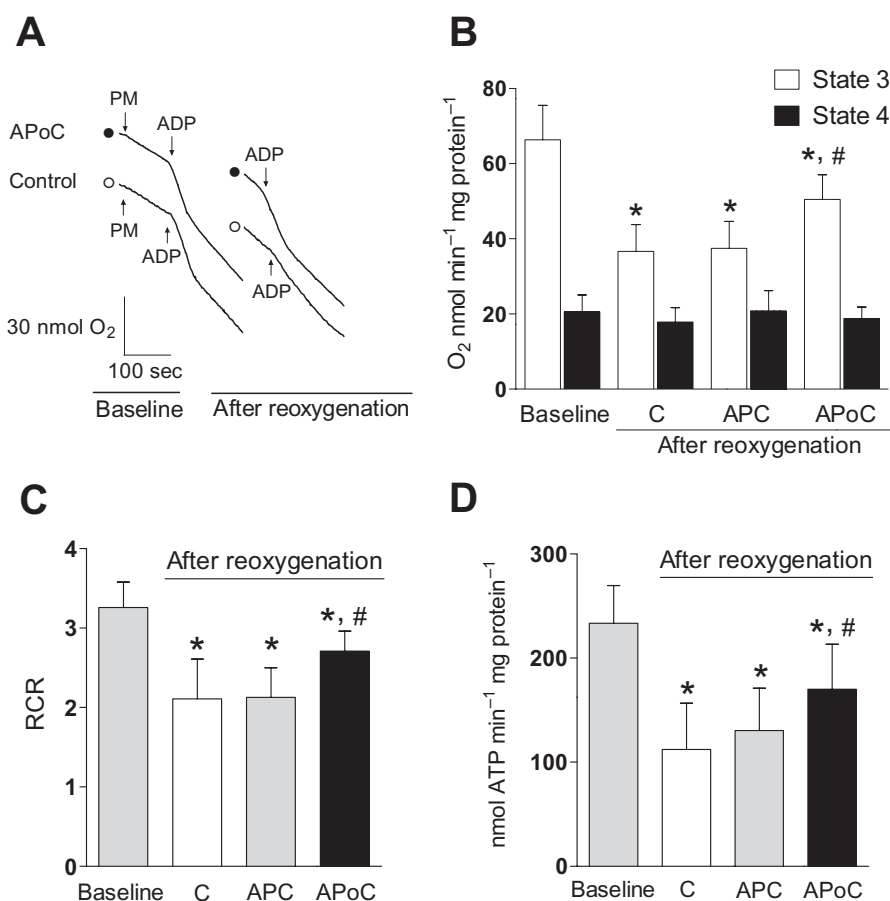 A
PM
ADP
APoC
ADP
Control
PM
ADP
ADP
30 nmol O₂
100 sec
Baseline
After reoxygenation
B
State 3
State 4
O₂ nmol min⁻¹ mg protein⁻¹
80
60
40
20
0
*
*
*, #
Baseline
C
APC
APoC
After reoxygenation
C
RCR
4
3
2
1
0
After reoxygenation
*
*
*, #
Baseline
C
APC
APoC
D
nmol ATP min⁻¹ mg protein⁻¹
300
200
100
0
After reoxygenation
*
*
*, #
Baseline
C
APC
APoC